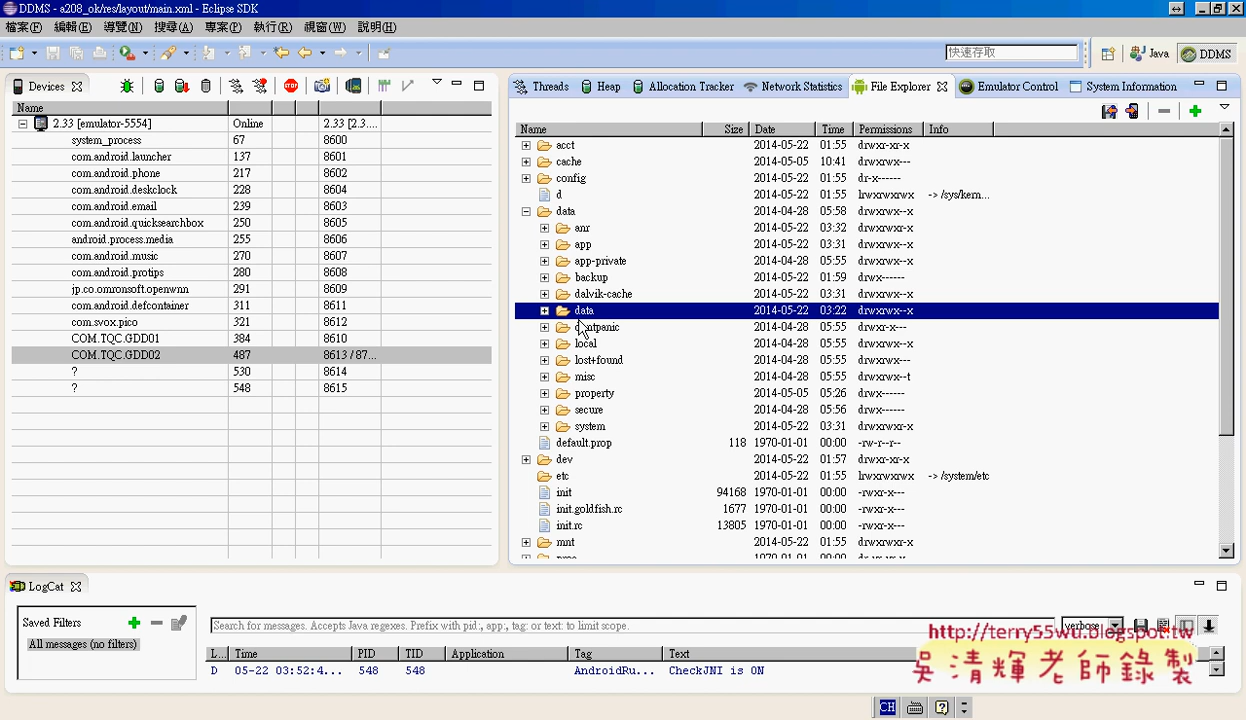 DDMS - a208_ok/res/layout/main.xml - Eclipse SDK
檔案(F) 編輯(E) 導覽(N) 搜尋(A) 專案(P) 執行(R) 視窗(W) 說明(H)
快速存取 Java DDMS
Devices
Name
2.33 [emulator-5554] Online 2.33 [2.3....
system_process 67 8600
com.android.launcher 137 8601
com.android.phone 217 8602
com.android.deskclock 228 8604
com.android.email 239 8603
com.android.quicksearchbox 250 8605
android.process.media 255 8606
com.android.music 270 8607
com.android.protips 280 8608
jp.co.omronsoft.openwnn 291 8609
com.android.defcontainer 311 8611
com.svox.pico 321 8612
COM.TQC.GDD01 384 8610
COM.TQC.GDD02 487 8613 / 87...
? 530 8614
? 548 8615
Threads Heap Allocation Tracker Network Statistics File Explorer Emulator Control System Information
Name Size Date Time Permissions Info
acct 2014-05-22 01:55 drwxr-xr-x
cache 2014-05-05 10:41 drwxrwx---
config 2014-05-22 01:55 dr-x------
d 2014-05-22 01:55 lrwxrwxrwx -> /sys/kern...
data 2014-04-28 05:58 drwxrwx--x
anr 2014-05-22 03:32 drwxrwxr-x
app 2014-05-22 03:31 drwxrwx--x
app-private 2014-04-28 05:55 drwxrwx--x
backup 2014-05-22 01:59 drwx------
dalvik-cache 2014-05-22 03:31 drwxrwx--x
data 2014-05-22 03:22 drwxrwx--x
2014-04-28 05:55 drwxr-x---
local 2014-04-28 05:55 drwxrwx--x
lost+found 2014-04-28 05:55 drwxrwx---
misc 2014-04-28 05:55 drwxrwx--t
property 2014-05-05 05:26 drwx------
secure 2014-04-28 05:56 drwx------
system 2014-05-22 03:31 drwxrwxr-x
default.prop 118 1970-01-01 00:00 -rw-r--r--
dev 2014-05-22 01:57 drwxr-xr-x
etc 2014-05-22 01:55 lrwxrwxrwx -> /system/etc
init 94168 1970-01-01 00:00 -rwxr-x---
init.goldfish.rc 1677 1970-01-01 00:00 -rwxr-x---
init.rc 13805 1970-01-01 00:00 -rwxr-x---
mnt 2014-05-22 01:55 drwxrwxr-x
LogCat
Saved Filters
All messages (no filters)
Search for messages. Accepts Java regexes. Prefix with pid:, app:, tag: or text: to limit scope.
verbose
L... Time PID TID Application Tag Text
D 05-22 03:52:4... 548 548 AndroidRu... CheckJNI is ON
http://terry55wu.blogspot.tw
吳清輝老師錄製
CH